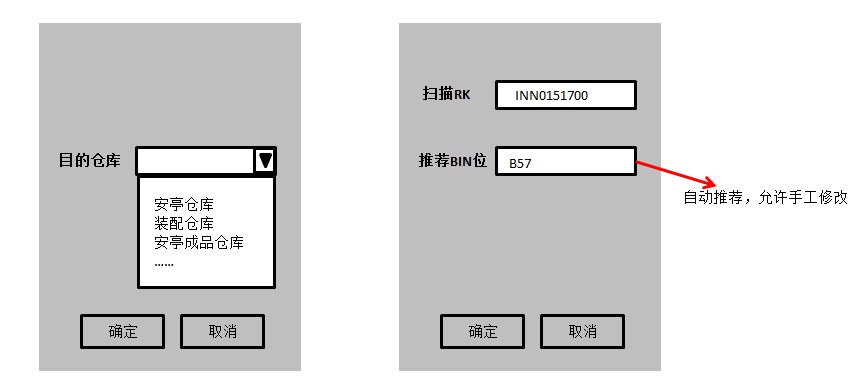 目的仓库
安亭仓库
装配仓库
安亭成品仓库
……
确定
取消
扫描RK
INN0151700
推荐BIN位
B57
自动推荐，允许手工修改
确定
取消